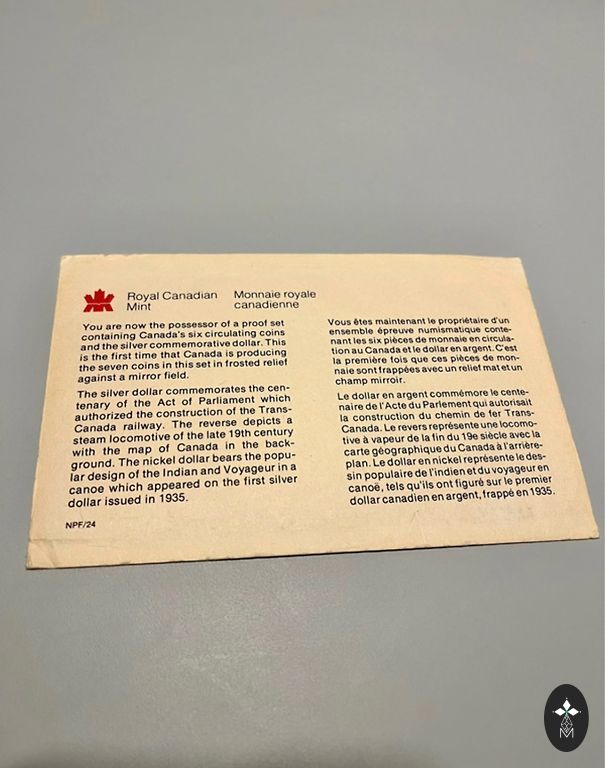 Royal Canadian
Mint
Monnaie royale
canadienne
You are now the possessor of a proof set
containing Canada's six circulating coins
and the silver commemorative dollar. This
is the first time that Canada is producing
the seven coins in this set in frosted relief
against a mirror field.
The silver dollar commemorates the cen-
tenary of the Act of Parliament which
authorized the construction of the Trans-
Canada railway. The reverse depicts a
steam locomotive of the late 19th century
with the map of Canada in the back-
ground. The nickel dollar bears the popu-
lar design of the Indian and Voyageur in a
canoe which appeared on the first silver
dollar issued in 1935.
NPF/24
Vous êtes maintenant le propriétaire d'un
ensemble épreuve numismatique conte-
nant les six pièces de monnaie en circula-
tion au Canada et le dollar en argent. C'est
la première fois que ces pièces de mon-
naie sont frappées avec un relief mat et un
champ mirroir.
Le dollar en argent commémore le cente-
naire de l'Acte du Parlement qui autorisait
la construction du chemin de fer Trans-
Canada. Le revers représente une locomo-
tive à vapeur de la fin du 19e siècle avec la
carte géographique du Canada à l'arrière-
plan. Le dollar en nickel représente le des-
sin populaire de l'indien et du voyageur en
canoë, tels qu'ils ont figuré sur le premier
dollar canadien en argent, frappé en 1935.
M